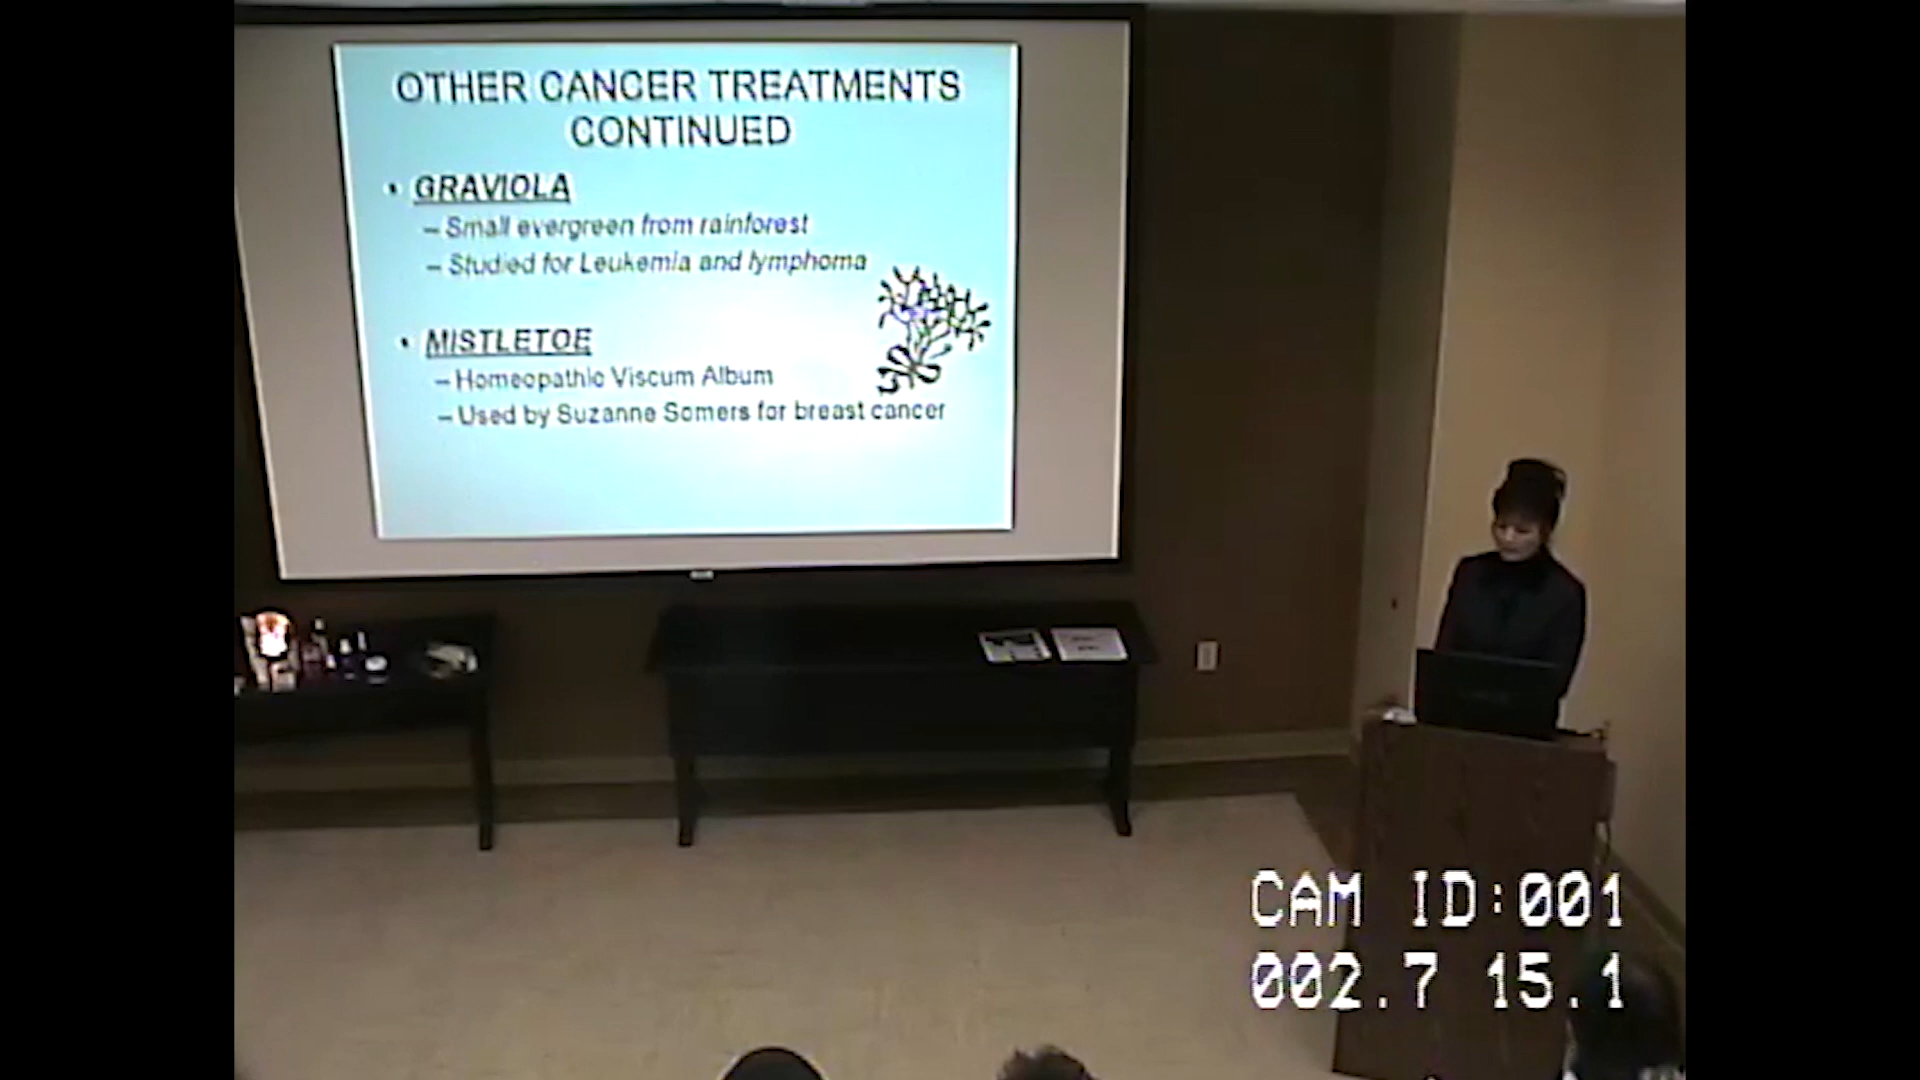 OTHER CANCER TREATMENTS
CONTINUED
• GRAVIOLA
– Small evergreen from rainforest
– Studied for Leukemia and lymphoma
• MISTLETOE
– Homeopathic Viscum Album
– Used by Suzanne Somers for breast cancer
CAM ID:001
002.7 15.1